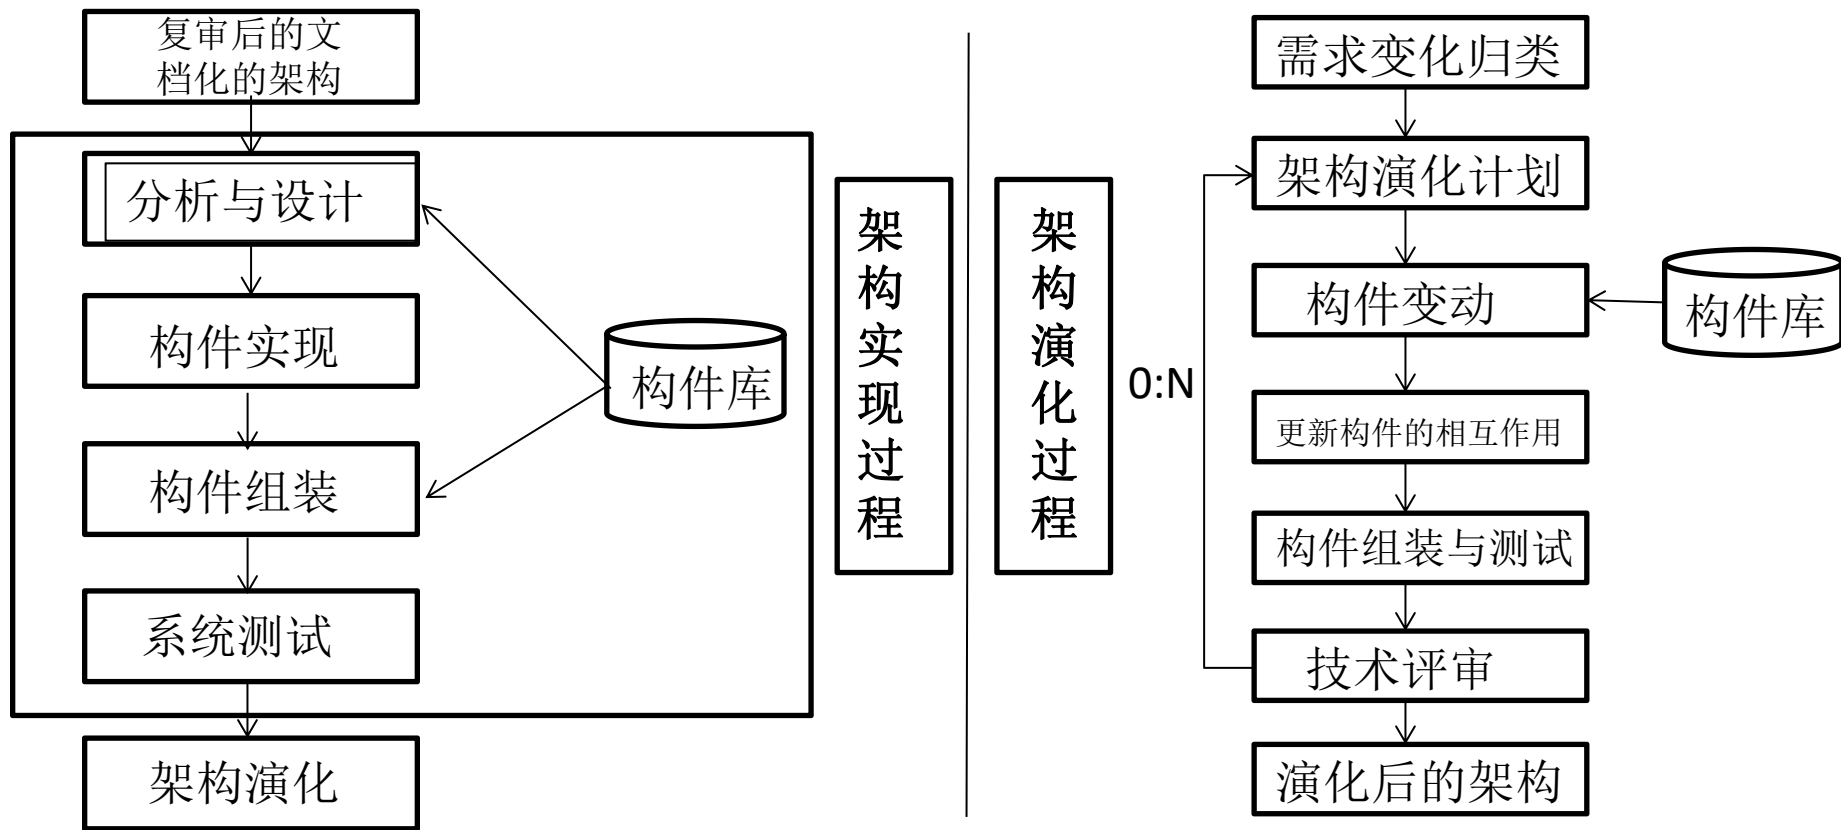 复审后的文
档化的架构
分析与设计
构件实现
构件库
构件组装
系统测试
架构演化
架构实现过程
架构演化过程
0:N
需求变化归类
架构演化计划
构件变动
构件库
更新构件的相互作用
构件组装与测试
技术评审
演化后的架构